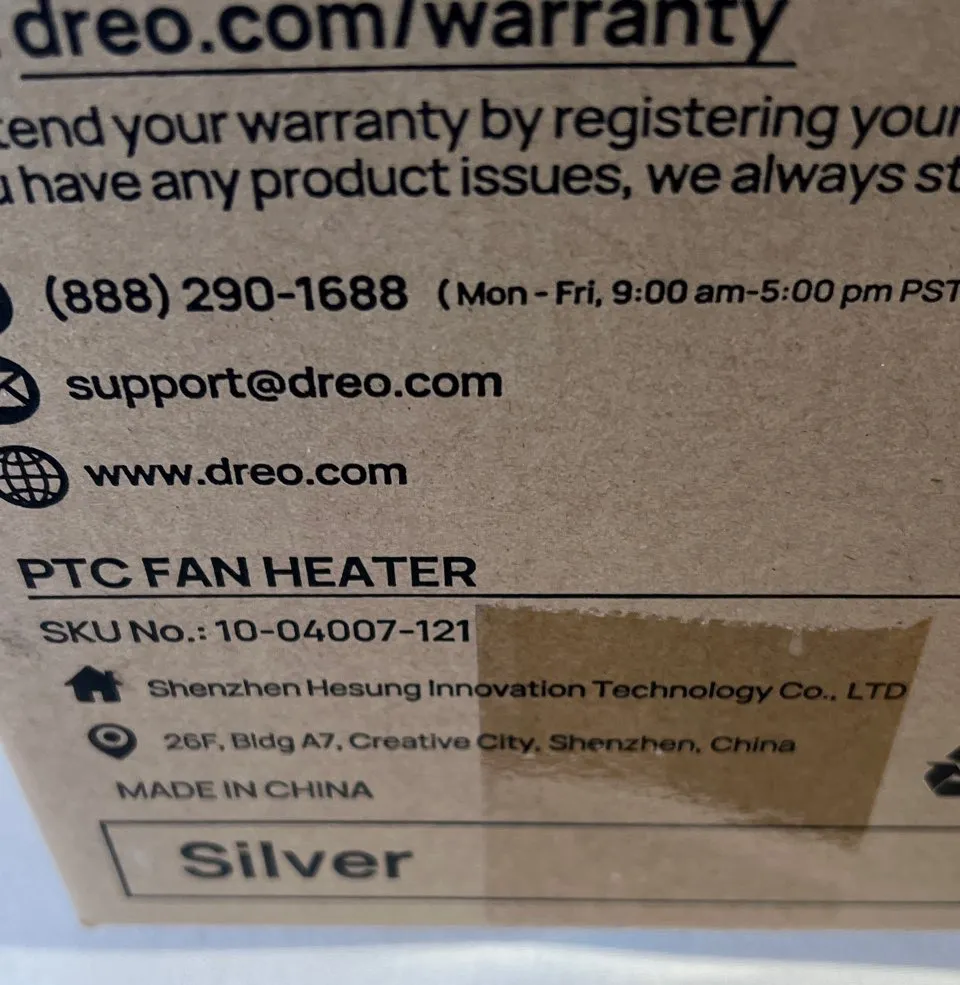 dreo.com/warranty
tend your warranty by registering your
u have any product issues, we always st
(888) 290-1688 (Mon - Fri, 9:00 am-5:00 pm PST
support@dreo.com
www.dreo.com
PTC FAN HEATER
SKU No.: 10-04007-121
Shenzhen Hesung Innovation Technology Co., LTD
26F, Bldg A7, Creative City, Shenzhen, China
MADE IN CHINA
Silver